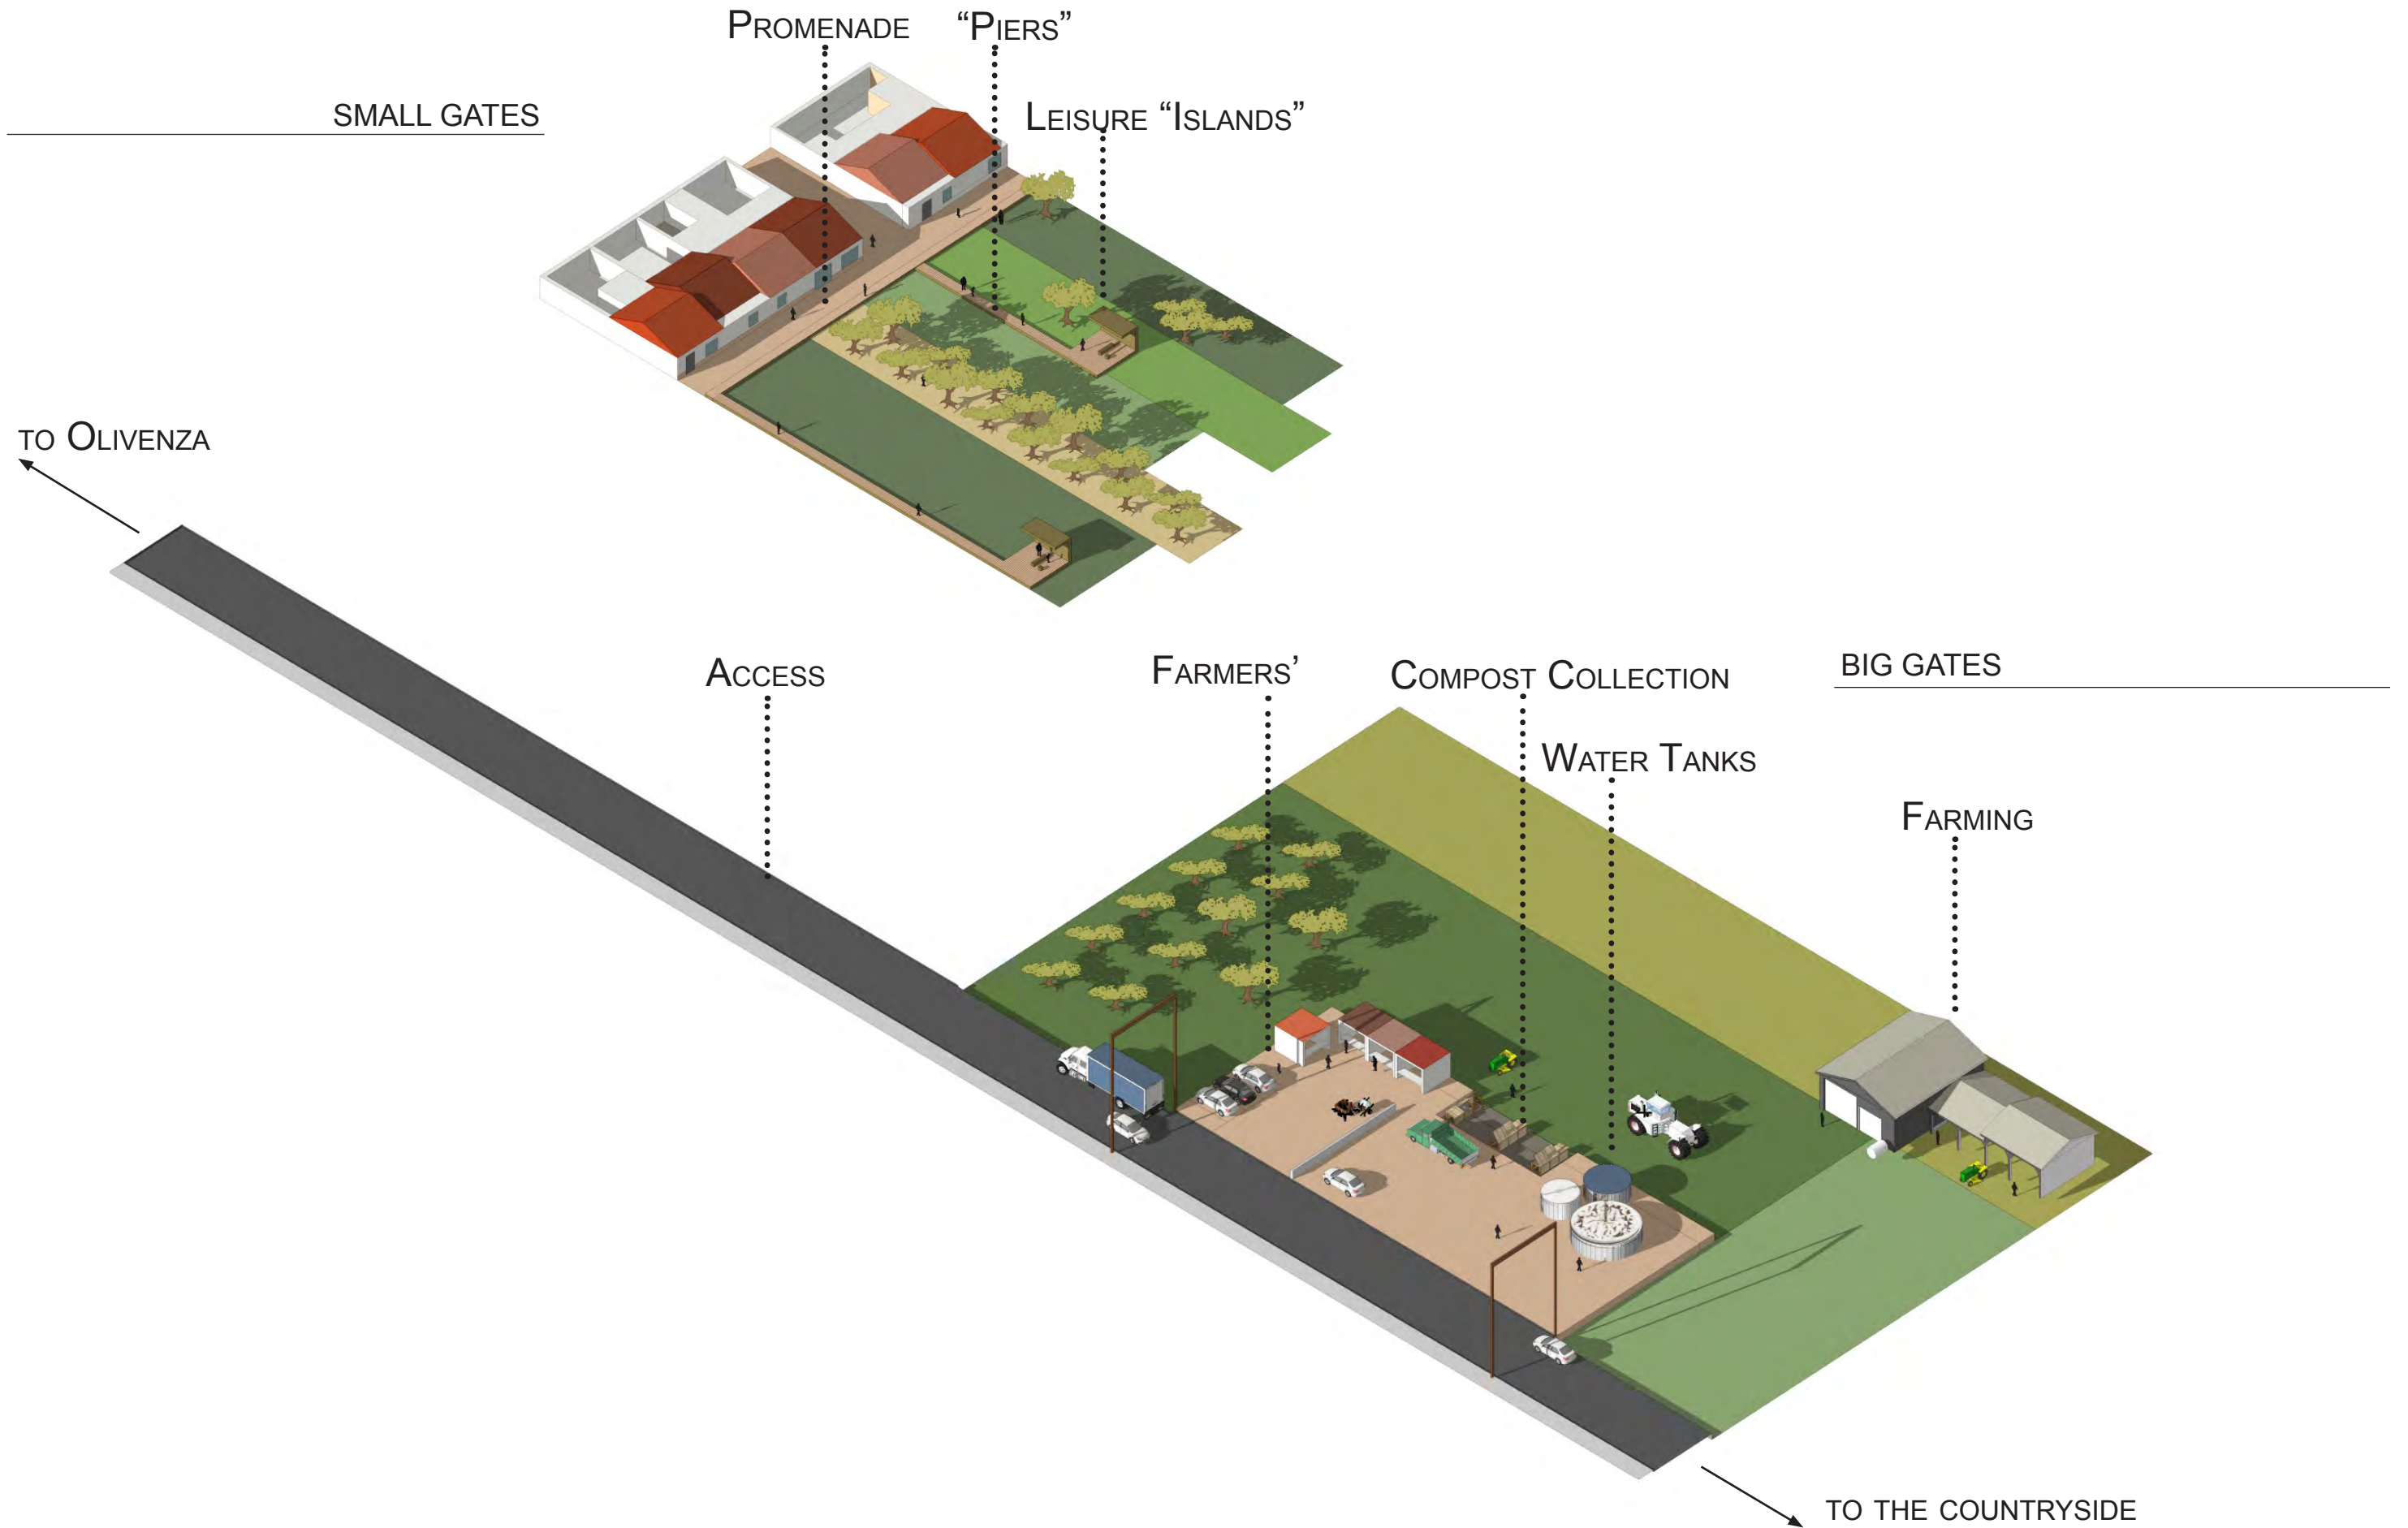 PROMENADE
“PIERS”
SMALL GATES
LEISURE “ISLANDS”
TO OLIVENZA
ACCESS
FARMERS’
COMPOST COLLECTION
BIG GATES
WATER TANKS
FARMING
TO THE COUNTRYSIDE